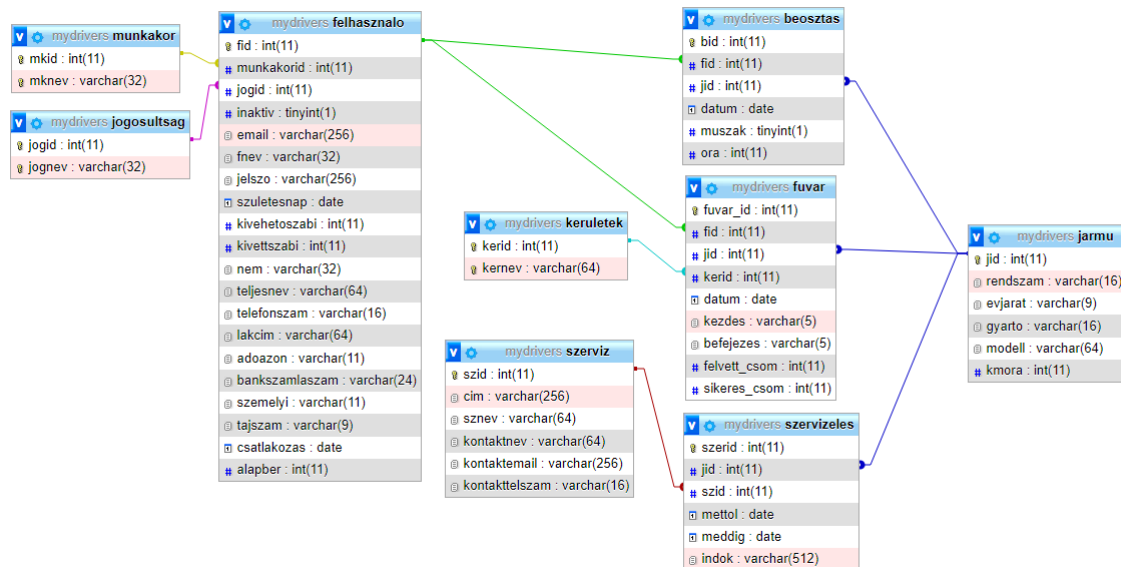 mydrivers munkakor
mkid : int(11)
mknev : varchar(32)
mydrivers jogosultsag
jogid : int(11)
jognev : varchar(32)
mydrivers felhasznalo
fid : int(11)
munkakorid : int(11)
jogid : int(11)
inaktiv : tinyint(1)
email : varchar(256)
fnev : varchar(32)
jelszo : varchar(256)
szuletesnap : date
kivehetoszabi : int(11)
kivettszabi : int(11)
nem : varchar(32)
teljesnev : varchar(64)
telefonszam : varchar(16)
lakcim : varchar(64)
adoazon : varchar(11)
bankszamlaszam : varchar(24)
szemelyi : varchar(11)
tajszam : varchar(9)
csatlakozas : date
alapber : int(11)
mydrivers keruletek
kerid : int(11)
kernev : varchar(64)
mydrivers szerviz
szid : int(11)
cim : varchar(256)
sznev : varchar(64)
kontaktnev : varchar(64)
kontaktemail : varchar(256)
kontakttelszam : varchar(16)
mydrivers beosztas
bid : int(11)
fid : int(11)
jid : int(11)
datum : date
muszak : tinyint(1)
ora : int(11)
mydrivers fuvar
fuvar_id : int(11)
fid : int(11)
jid : int(11)
kerid : int(11)
datum : date
kezdes : varchar(5)
befejezes : varchar(5)
felvett_csom : int(11)
sikeres_csom : int(11)
mydrivers szervizeles
szerid : int(11)
jid : int(11)
szid : int(11)
mettol : date
meddig : date
indok : varchar(512)
mydrivers jarmu
jid : int(11)
rendszam : varchar(16)
evjarat : varchar(9)
gyarto : varchar(16)
modell : varchar(64)
kmora : int(11)